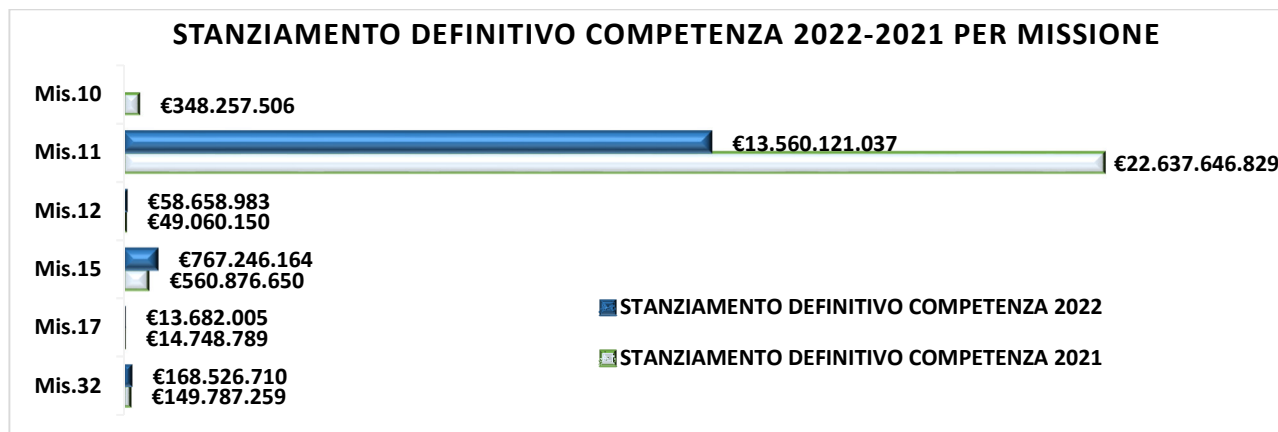 STANZIAMENTO DEFINITIVO COMPETENZA 2022-2021 PER MISSIONE
Mis.10
€348.257.506
Mis.11
€13.560.121.037
€22.637.646.829
Mis.12
€58.658.983
€49.060.150
Mis.15
€767.246.164
€560.876.650
Mis.17
€13.682.005
€14.748.789
Mis.32
€168.526.710
€149.787.259
STANZIAMENTO DEFINITIVO COMPETENZA 2022
STANZIAMENTO DEFINITIVO COMPETENZA 2021